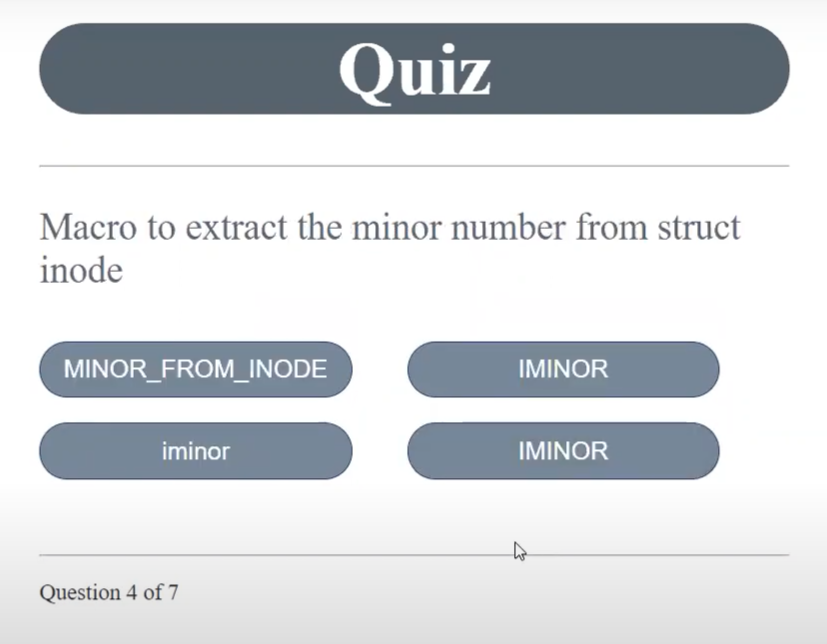 Quiz
Macro to extract the minor number from struct
inode
MINOR_FROM_INODE
IMINOR
iminor
IMINOR
Question 4 of 7